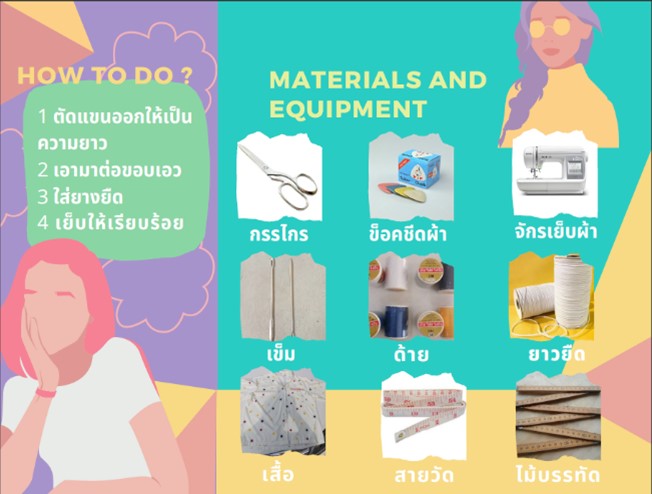 HOW TO DO ?
1 ตัดแขนออกให้เป็น
ความยาว
2 เอามาต่อขอบเอว
3 ใส่ยางยืด
4 เย็บให้เรียบร้อย
MATERIALS AND
EQUIPMENT
กรรไกร
ช็อคขีดผ้า
จักรเย็บผ้า
เข็ม
ด้าย
ยาวยืด
เสื้อ
สายวัด
ไม้บรรทัด